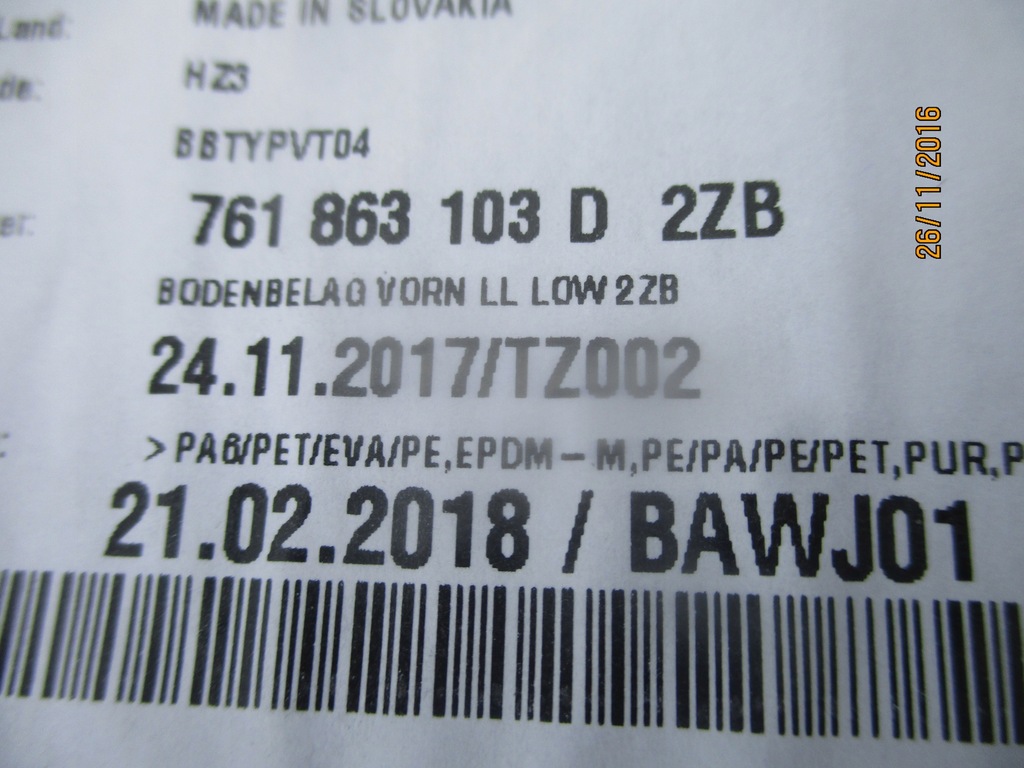 Land: MADE IN SLOVAKIA
de: HZ3
BBTYPVT04
er: 761 863 103 D 2ZB
BODENBELAG VORN LL LOW 2ZB
24.11.2017/TZ002
: >PA6/PET/EVA/PE,EPDM-M,PE/PA/PE/PET,PUR,P
21.02.2018 / BAWJ01
26/11/2016